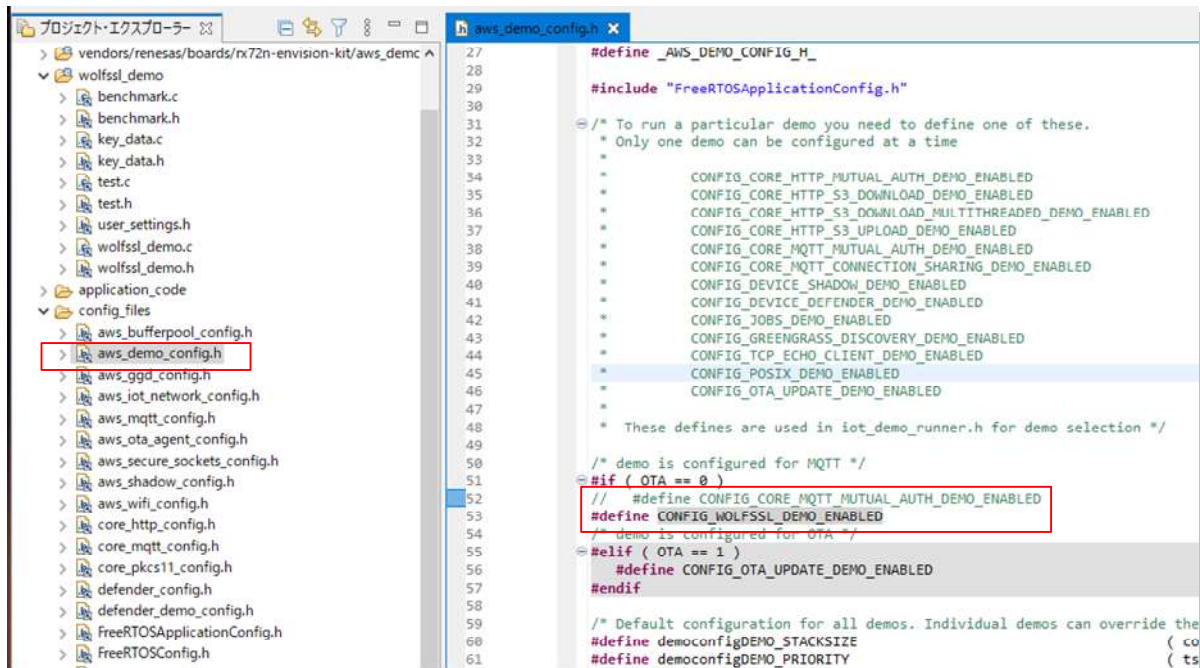 プロジェクト・エクスプローラー
vendors/renesas/boards/rx72n-envision-kit/aws_demc
wolfssl_demo
benchmark.c
benchmark.h
key_data.c
key_data.h
test.c
test.h
user_settings.h
wolfssl_demo.c
wolfssl_demo.h
application_code
config_files
aws_bufferpool_config.h
aws_demo_config.h
aws_ggd_config.h
aws_iot_network_config.h
aws_mqtt_config.h
aws_ota_agent_config.h
aws_secure_sockets_config.h
aws_shadow_config.h
aws_wifi_config.h
core_http_config.h
core_mqtt_config.h
core_pkcs11_config.h
defender_config.h
defender_demo_config.h
FreeRTOSApplicationConfig.h
FreeRTOSConfig.h
aws_demo_config.h
27 #define _AWS_DEMO_CONFIG_H_
28
29 #include "FreeRTOSApplicationConfig.h"
30
31 /* To run a particular demo you need to define one of these.
32 * Only one demo can be configured at a time
33 *
34 * CONFIG_CORE_HTTP_MUTUAL_AUTH_DEMO_ENABLED
35 * CONFIG_CORE_HTTP_S3_DOWNLOAD_DEMO_ENABLED
36 * CONFIG_CORE_HTTP_S3_DOWNLOAD_MULTITHREADED_DEMO_ENABLED
37 * CONFIG_CORE_HTTP_S3_UPLOAD_DEMO_ENABLED
38 * CONFIG_CORE_MQTT_MUTUAL_AUTH_DEMO_ENABLED
39 * CONFIG_CORE_MQTT_CONNECTION_SHARING_DEMO_ENABLED
40 * CONFIG_DEVICE_SHADOW_DEMO_ENABLED
41 * CONFIG_DEVICE_DEFENDER_DEMO_ENABLED
42 * CONFIG_JOBS_DEMO_ENABLED
43 * CONFIG_GREENGRASS_DISCOVERY_DEMO_ENABLED
44 * CONFIG_TCP_ECHO_CLIENT_DEMO_ENABLED
45 * CONFIG_POSIX_DEMO_ENABLED
46 * CONFIG_OTA_UPDATE_DEMO_ENABLED
47 *
48 * These defines are used in iot_demo_runner.h for demo selection */
49
50 /* demo is configured for MQTT */
51 #if ( OTA == 0 )
52 // #define CONFIG_CORE_MQTT_MUTUAL_AUTH_DEMO_ENABLED
53 #define CONFIG_WOLFSSL_DEMO_ENABLED
54 /* demo is configured for OTA */
55 #elif ( OTA == 1 )
56 #define CONFIG_OTA_UPDATE_DEMO_ENABLED
57 #endif
58
59 /* Default configuration for all demos. Individual demos can override the
60 #define democonfigDEMO_STACKSIZE ( co
61 #define democonfigDEMO_PRIORITY ( ts